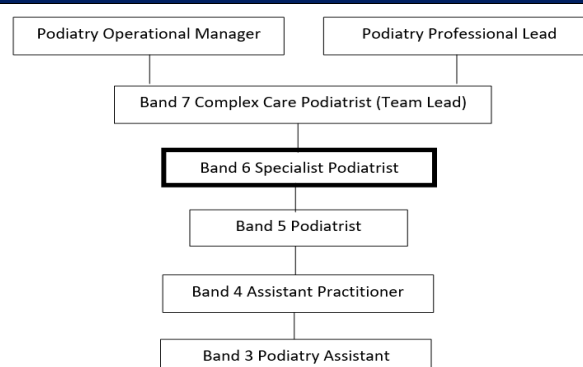 Podiatry Operational Manager
Podiatry Professional Lead
Band 7 Complex Care Podiatrist (Team Lead)
Band 6 Specialist Podiatrist
Band 5 Podiatrist
Band 4 Assistant Practitioner
Band 3 Podiatry Assistant